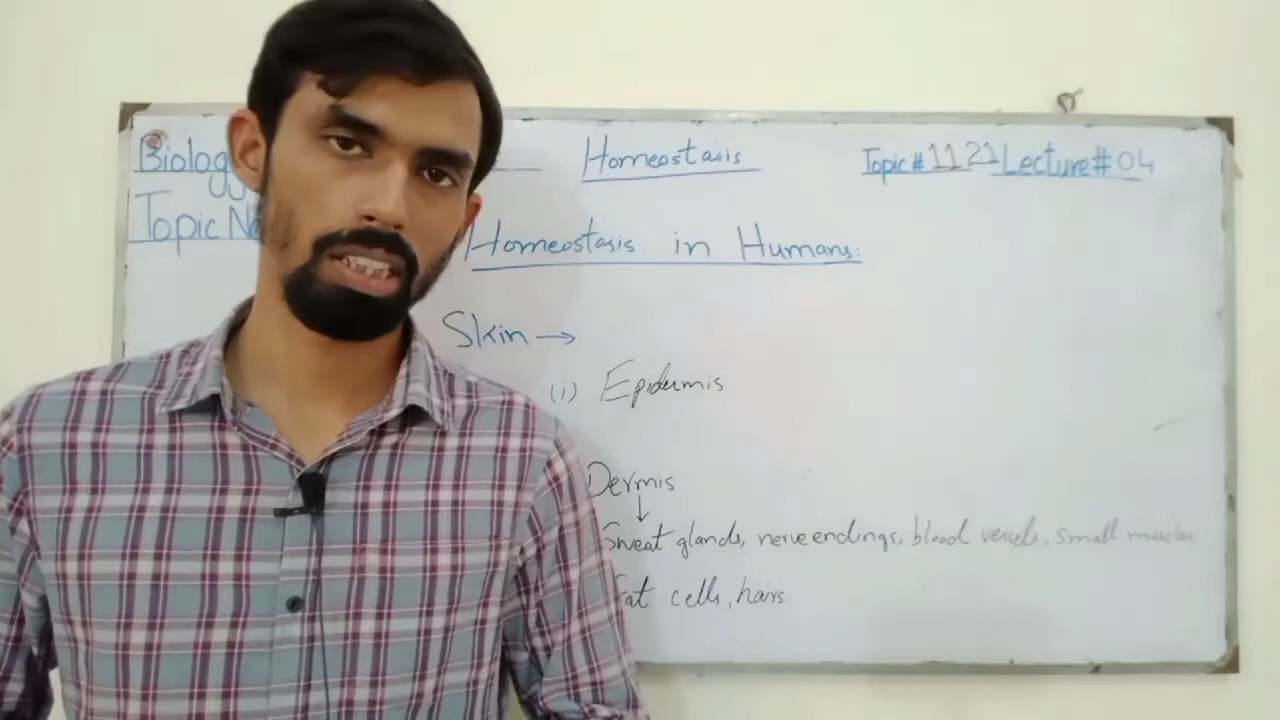 Biology Homeostasis Topic # 11 21 Lecture # 04
Topic No
Homeostasis in Humans:
Skin →
(i) Epidermis
Dermis
↓
Sweat glands, nerve endings, blood vessels, small muscles
Fat cells, hairs